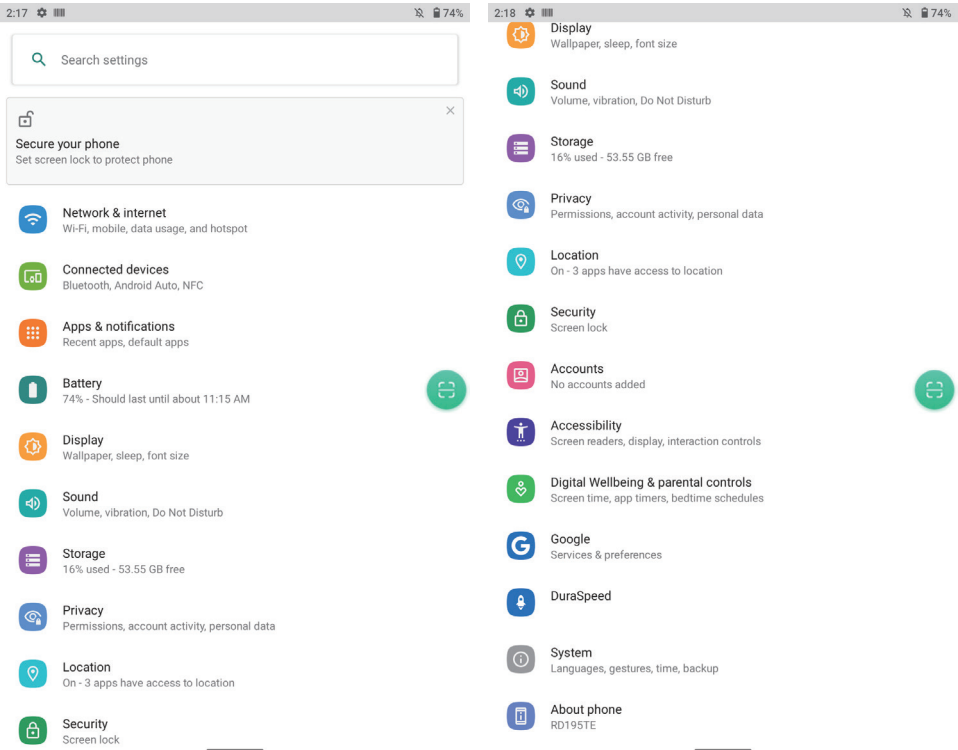 2:17
74%
Search settings
Secure your phone
Set screen lock to protect phone
Network & internet
Wi-Fi, mobile, data usage, and hotspot
Connected devices
Bluetooth, Android Auto, NFC
Apps & notifications
Recent apps, default apps
Battery
74% - Should last until about 11:15 AM
Display
Wallpaper, sleep, font size
Sound
Volume, vibration, Do Not Disturb
Storage
16% used - 53.55 GB free
Privacy
Permissions, account activity, personal data
Location
On - 3 apps have access to location
Security
Screen lock
2:18
74%
Display
Wallpaper, sleep, font size
Sound
Volume, vibration, Do Not Disturb
Storage
16% used - 53.55 GB free
Privacy
Permissions, account activity, personal data
Location
On - 3 apps have access to location
Security
Screen lock
Accounts
No accounts added
Accessibility
Screen readers, display, interaction controls
Digital Wellbeing & parental controls
Screen time, app timers, bedtime schedules
G
Google
Services & preferences
DuraSpeed
System
Languages, gestures, time, backup
About phone
RD195TE